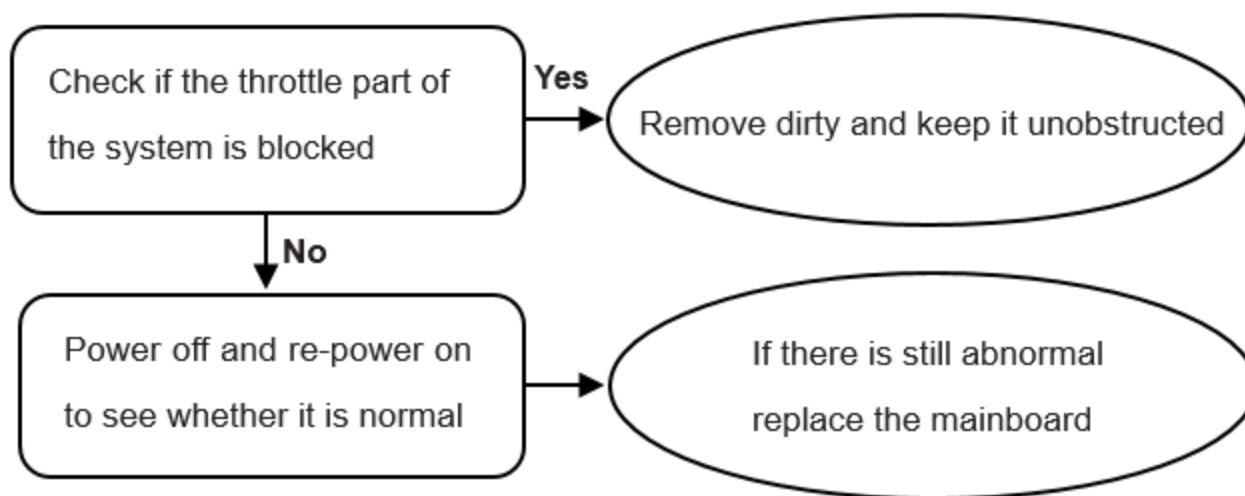 Check if the throttle part of
the system is blocked
Yes
Remove dirty and keep it unobstructed
No
Power off and re-power on
to see whether it is normal
If there is still abnormal
replace the mainboard